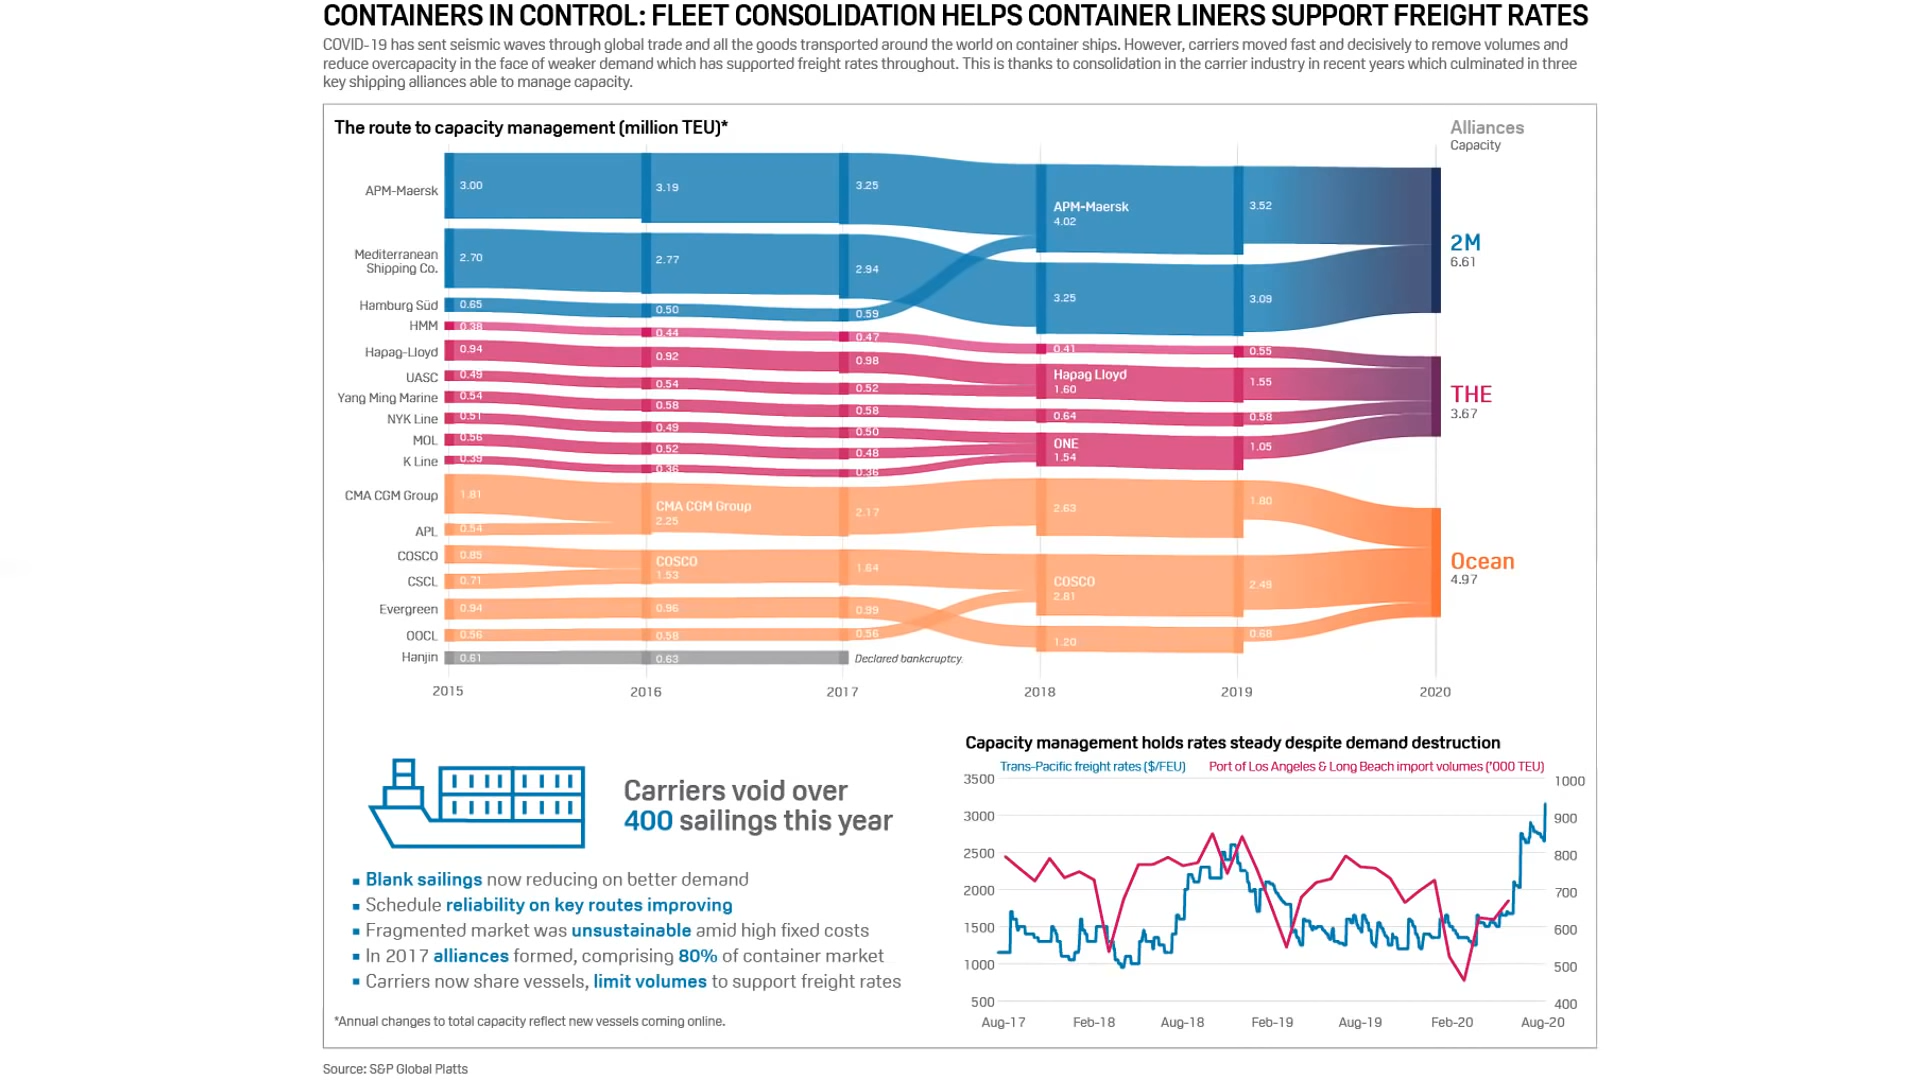 CONTAINERS IN CONTROL: FLEET CONSOLIDATION HELPS CONTAINER LINERS SUPPORT FREIGHT RATES
COVID-19 has sent seismic waves through global trade and all the goods transported around the world on container ships. However, carriers moved fast and decisively to remove volumes and
reduce overcapacity in the face of weaker demand which has supported freight rates throughout. This is thanks to consolidation in the carrier industry in recent years which culminated in three
key shipping alliances able to manage capacity.
The route to capacity management (million TEU)*
Alliances
Capacity
APM-Maersk
3.00
3.19
3.25
APM-Maersk
4.02
3.52
2M
6.61
Mediterranean
Shipping Co.
2.70
2.77
2.94
3.25
3.09
Hamburg Süd
0.65
0.50
0.59
HMM
0.38
0.44
0.47
0.41
0.55
Hapag-Lloyd
0.94
0.92
0.98
Hapag Lloyd
1.60
1.55
THE
3.67
UASC
0.49
0.54
0.52
Yang Ming Marine
0.54
0.58
0.58
0.64
0.58
NYK Line
0.51
0.49
0.50
ONE
1.54
1.05
MOL
0.56
0.52
0.48
K Line
0.39
0.36
0.36
CMA CGM Group
1.81
CMA CGM Group
2.25
2.17
2.63
1.80
APL
0.54
COSCO
0.85
COSCO
1.53
1.64
COSCO
2.81
2.49
Ocean
4.97
CSCL
0.71
Evergreen
0.94
0.96
0.99
1.20
0.68
OOCL
0.56
0.58
0.56
Hanjin
0.61
0.63
Declared bankruptcy.
2015 2016 2017 2018 2019 2020
Carriers void over
400 sailings this year
Blank sailings now reducing on better demand
Schedule reliability on key routes improving
Fragmented market was unsustainable amid high fixed costs
In 2017 alliances formed, comprising 80% of container market
Carriers now share vessels, limit volumes to support freight rates
*Annual changes to total capacity reflect new vessels coming online.
Capacity management holds rates steady despite demand destruction
Trans-Pacific freight rates ($/FEU) Port of Los Angeles & Long Beach import volumes ('000 TEU)
3500 1000
3000 900
2500 800
2000 700
1500 600
1000 500
500 400
Aug-17 Feb-18 Aug-18 Feb-19 Aug-19 Feb-20 Aug-20
Source: S&P Global Platts